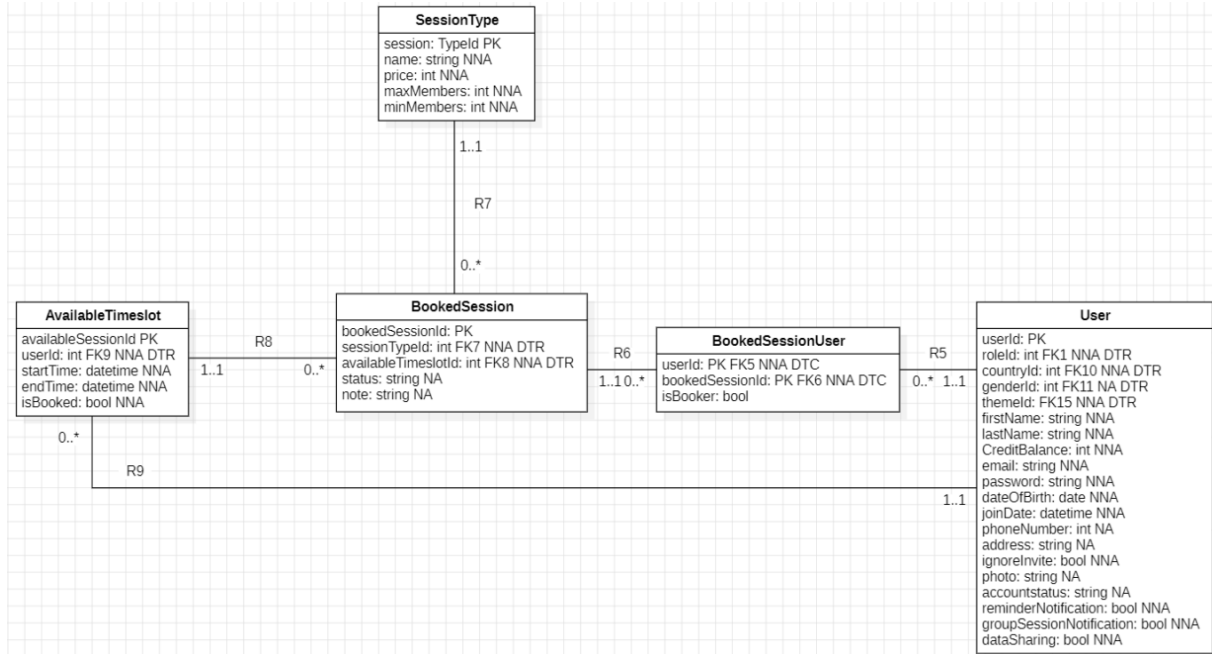 SessionType
session: TypeId PK
name: string NNA
price: int NNA
maxMembers: int NNA
minMembers: int NNA
1..1
R7
0..*
AvailableTimeslot
availableSessionId PK
userId: int FK9 NNA DTR
startTime: datetime NNA
endTime: datetime NNA
isBooked: bool NNA
R8
1..1
0..*
BookedSession
bookedSessionId: PK
sessionTypeId: int FK7 NNA DTR
availableTimeslotId: int FK8 NNA DTR
status: string NA
note: string NA
R6
1..1
0..*
BookedSessionUser
userId: PK FK5 NNA DTC
bookedSessionId: PK FK6 NNA DTC
isBooker: bool
R5
0..*
1..1
User
userId: PK
roleId: int FK1 NNA DTR
countryId: int FK10 NNA DTR
genderId: int FK11 NA DTR
themeId: FK15 NNA DTR
firstName: string NNA
lastName: string NNA
CreditBalance: int NNA
email: string NNA
password: string NNA
dateOfBirth: date NNA
joinDate: datetime NNA
phoneNumber: int NA
address: string NA
ignoreInvite: bool NNA
photo: string NA
accountstatus: string NA
reminderNotification: bool NNA
groupSessionNotification: bool NNA
dataSharing: bool NNA
0..*
R9
1..1